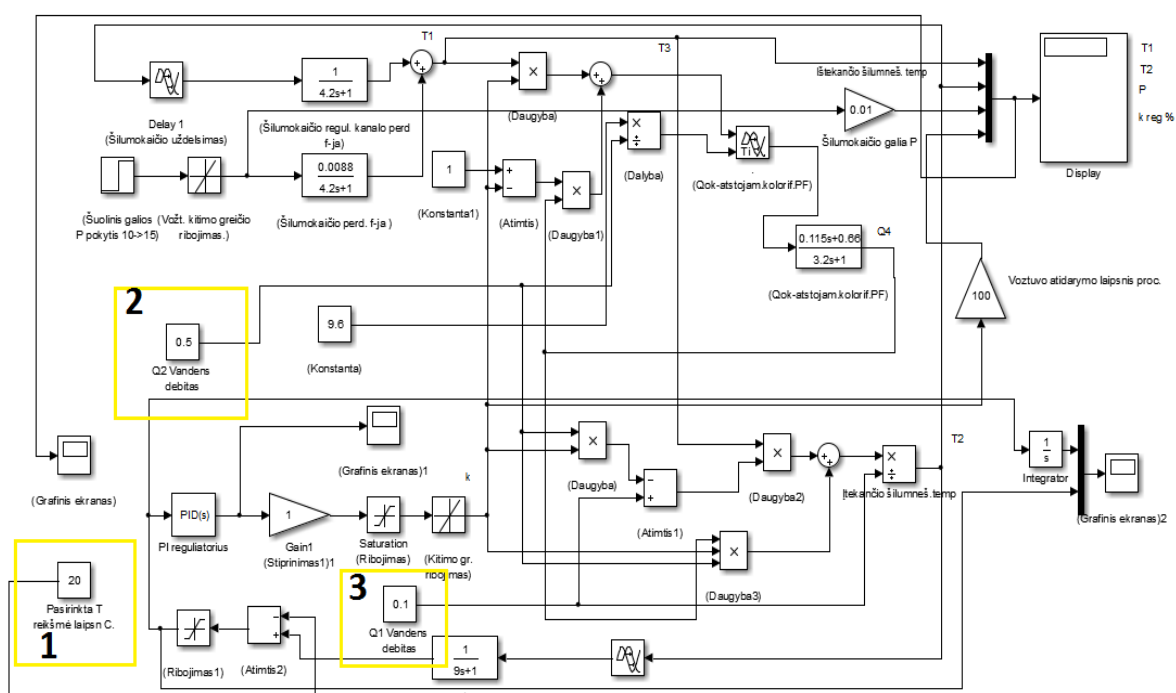 T1
T3
Ištekančio šilumneš. temp
T1
T2
P
k reg %
Display
Delay 1
(Šilumokaičio uždelsimas)
1
4.2s+1
(Šilumokaičio regul. kanalo perd
f-ja)
×
(Daugyba)
0.01
Šilumokaičio galia P
(Šuolinis galios
P pokytis 10->15)
(Vožt. kitimo greičio
ribojimas.)
0.0088
4.2s+1
(Šilumokaičio perd. f-ja )
1
(Konstanta1)
+
−
(Atimtis)
×
(Daugyba1)
×
÷
(Dalyba)
Ti
(Qok-atstojam.kolorif.PF)
0.115s+0.66
3.2s+1
Q4
(Qok-atstojam.kolorif.PF)
100
Voztuvo atidarymo laipsnis proc.
2
0.5
Q2 Vandens
debitas
9.6
(Konstanta)
(Grafinis ekranas)
(Grafinis ekranas)1
k
PID(s)
PI reguliatorius
1
Gain1
(Stiprinimas1)1
Saturation
(Ribojimas)
(Kitimo gr.
ribojimas)
×
(Daugyba)
−
+
(Atimtis1)
×
(Daugyba2)
×
÷
Įtekančio šilumneš.temp
T2
×
(Daugyba3)
1
s
Integrator
(Grafinis ekranas)2
20
Pasirinkta T
reikšmė laipsn C.
1
(Ribojimas1)
−
+
(Atimtis2)
3
0.1
Q1 Vandens
debitas
1
9s+1